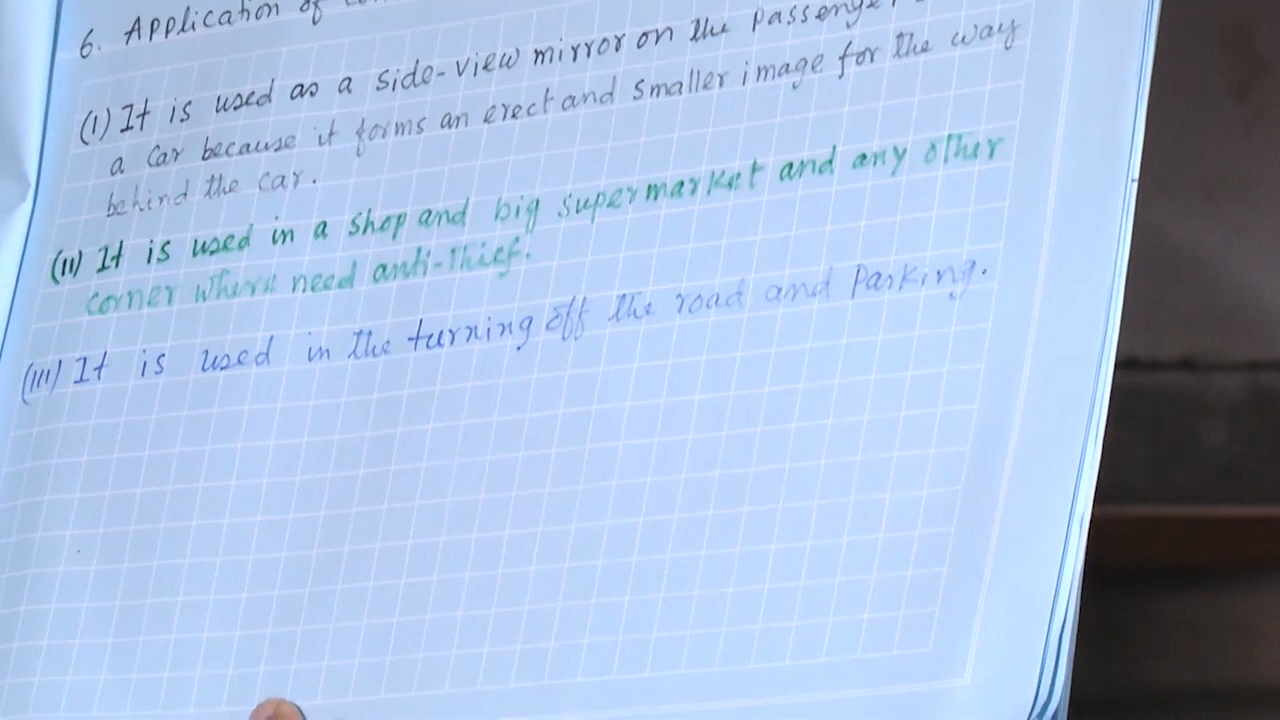 6. Application of
(I) It is used as a side-view mirror on the
a car because it forms an erect and smaller image for the way
behind the car.
(II) It is used in a shop and big supermarket and any other
corner where need anti-thief.
(III) It is used in the turning off the road and Parking.